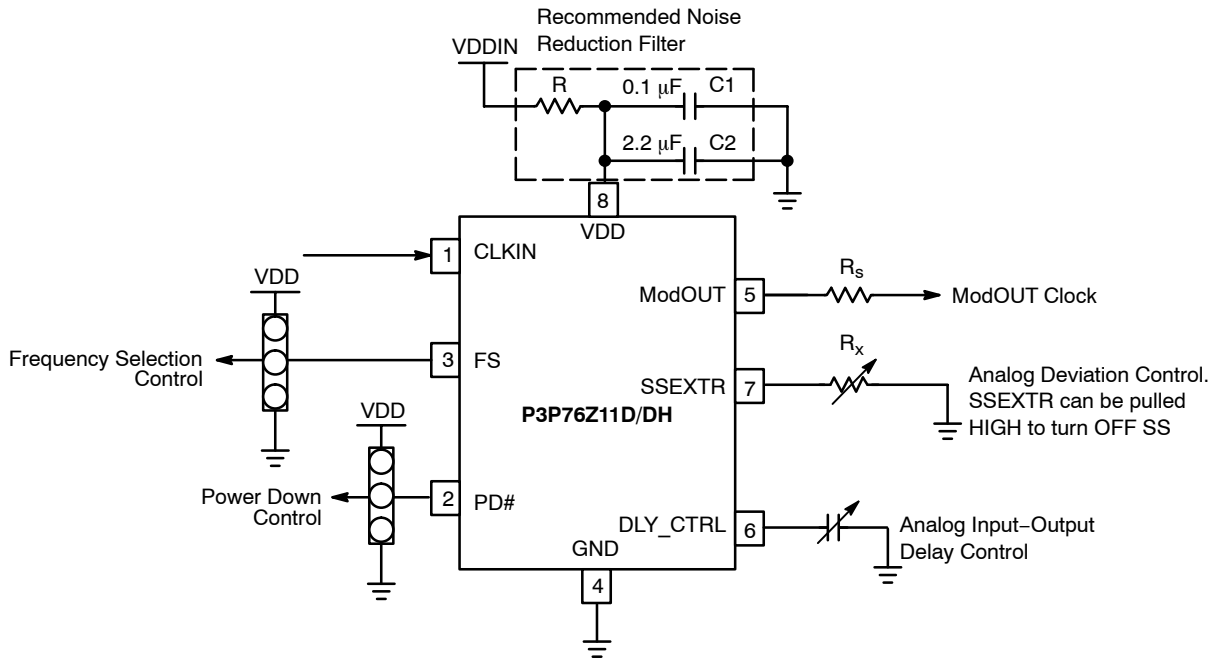 Recommended Noise
Reduction Filter
VDDIN
R
0.1 μF
C1
2.2 μF
C2
8
VDD
1
CLKIN
VDD
ModOUT
5
Rs
ModOUT Clock
Frequency Selection
Control
3
FS
SSEXTR
7
Rx
Analog Deviation Control.
SSEXTR can be pulled
HIGH to turn OFF SS
P3P76Z11D/DH
VDD
Power Down
Control
2
PD#
DLY_CTRL
6
Analog Input−Output
Delay Control
GND
4